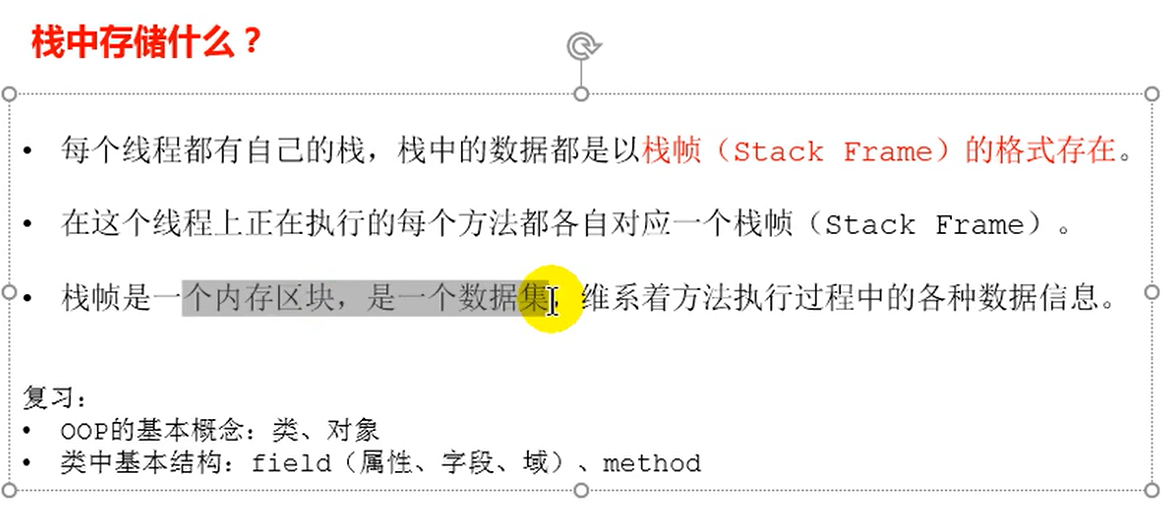 栈中存储什么？
• 每个线程都有自己的栈，栈中的数据都是以栈帧（Stack Frame）的格式存在。
• 在这个线程上正在执行的每个方法都各自对应一个栈帧（Stack Frame）。
• 栈帧是一个内存区块，是一个数据集，维系着方法执行过程中的各种数据信息。
复习：
• OOP的基本概念：类、对象
• 类中基本结构：field（属性、字段、域）、method